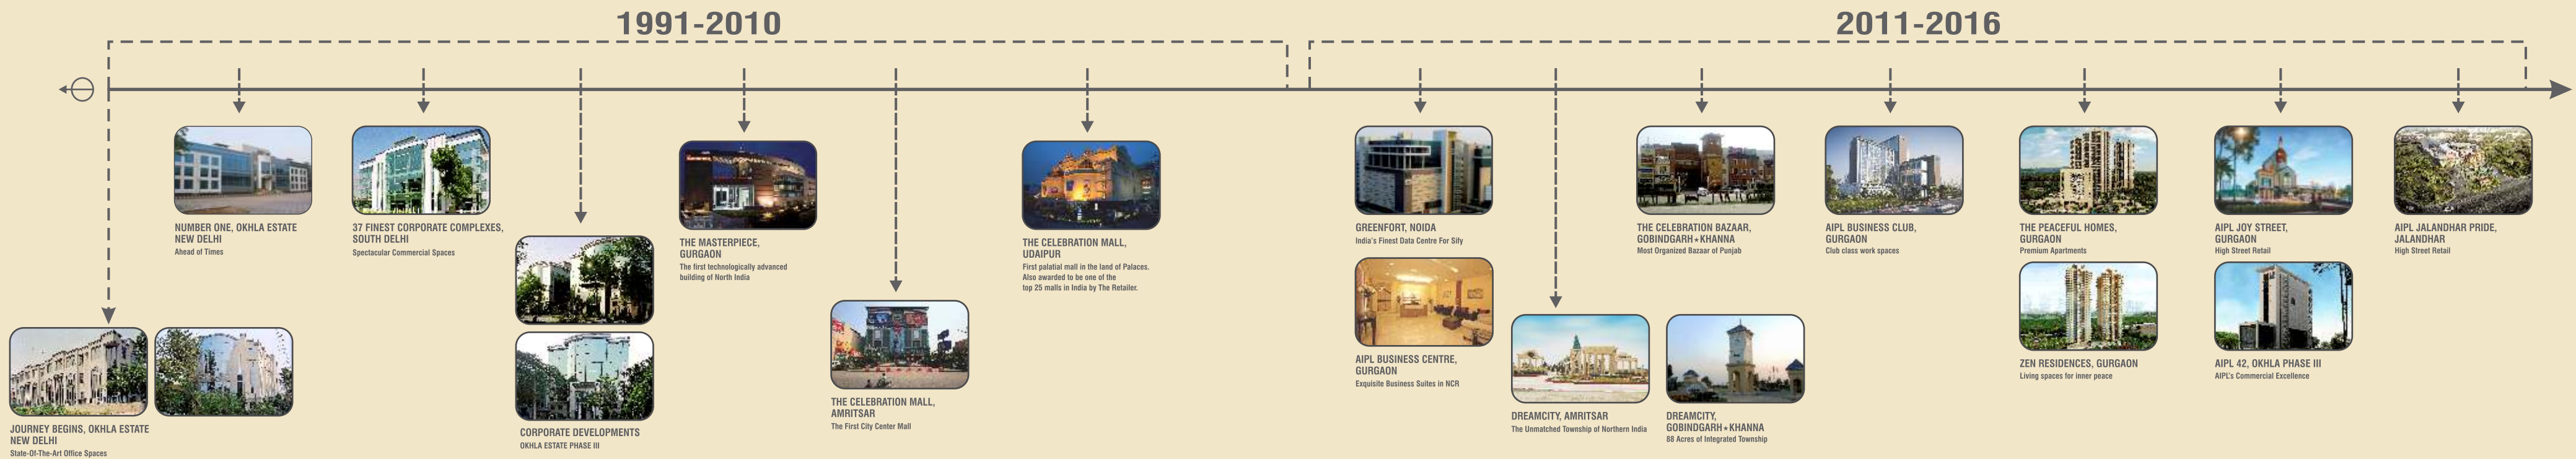 1991-2010
2011-2016
JOURNEY BEGINS, OKHLA ESTATE
NEW DELHI
State-Of-The-Art Office Spaces
NUMBER ONE, OKHLA ESTATE
NEW DELHI
Ahead of Times
37 FINEST CORPORATE COMPLEXES,
SOUTH DELHI
Spectacular Commercial Spaces
CORPORATE DEVELOPMENTS
OKHLA ESTATE PHASE III
THE MASTERPIECE,
GURGAON
The first technologically advanced
building of North India
THE CELEBRATION MALL,
AMRITSAR
The First City Center Mall
THE CELEBRATION MALL,
UDAIPUR
First palatial mall in the land of Palaces.
Also awarded to be one of the
top 25 malls in India by The Retailer.
GREENFORT, NOIDA
India's Finest Data Centre For Sify
AIPL BUSINESS CENTRE,
GURGAON
Exquisite Business Suites in NCR
DREAMCITY, AMRITSAR
The Unmatched Township of Northern India
THE CELEBRATION BAZAAR,
GOBINDGARH★KHANNA
Most Organized Bazaar of Punjab
DREAMCITY,
GOBINDGARH★KHANNA
88 Acres of Integrated Township
AIPL BUSINESS CLUB,
GURGAON
Club class work spaces
THE PEACEFUL HOMES,
GURGAON
Premium Apartments
ZEN RESIDENCES, GURGAON
Living spaces for inner peace
AIPL JOY STREET,
GURGAON
High Street Retail
AIPL 42, OKHLA PHASE III
AIPL's Commercial Excellence
AIPL JALANDHAR PRIDE,
JALANDHAR
High Street Retail